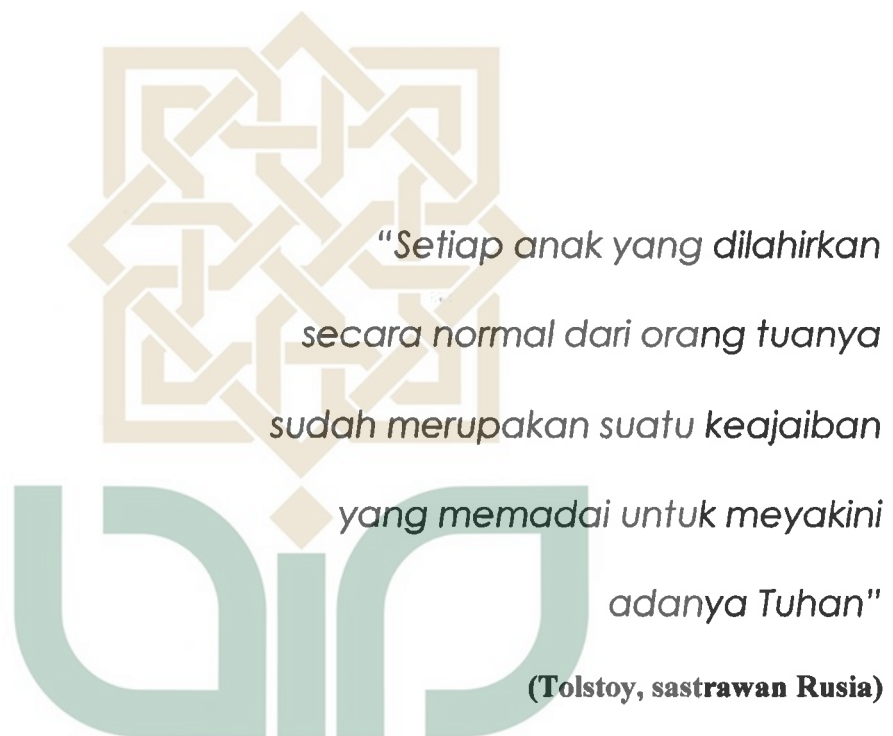 "Setiap anak yang dilahirkan
secara normal dari orang tuanya
sudah merupakan suatu keajaiban
yang memadai untuk meyakini
adanya Tuhan"
(Tolstoy, sastrawan Rusia)